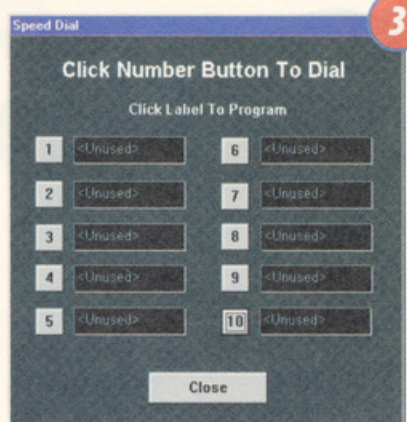 Speed Dial
3
Click Number Button To Dial
Click Label To Program
1 <Unused> 6 <Unused>
2 <Unused> 7 <Unused>
3 <Unused> 8 <Unused>
4 <Unused> 9 <Unused>
5 <Unused> 10 <Unused>
Close